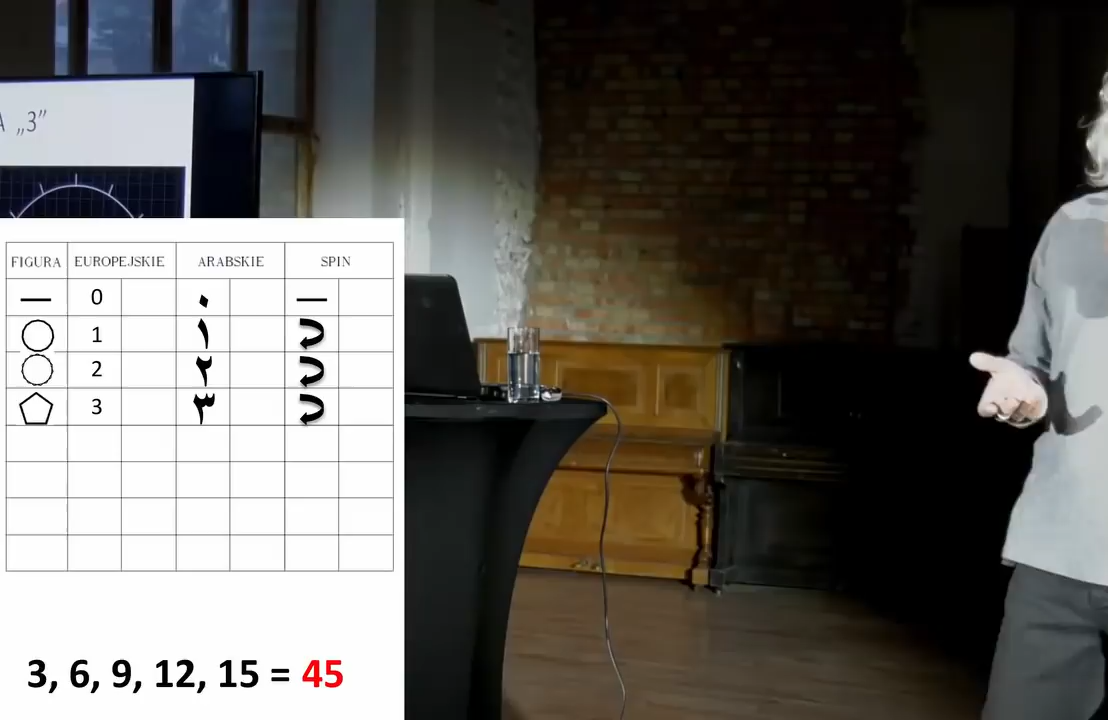 A „3”
FIGURA EUROPEJSKIE ARABSKIE SPIN
0 ٠
1 ١
2 ٢
3 ٣
3, 6, 9, 12, 15 = 45